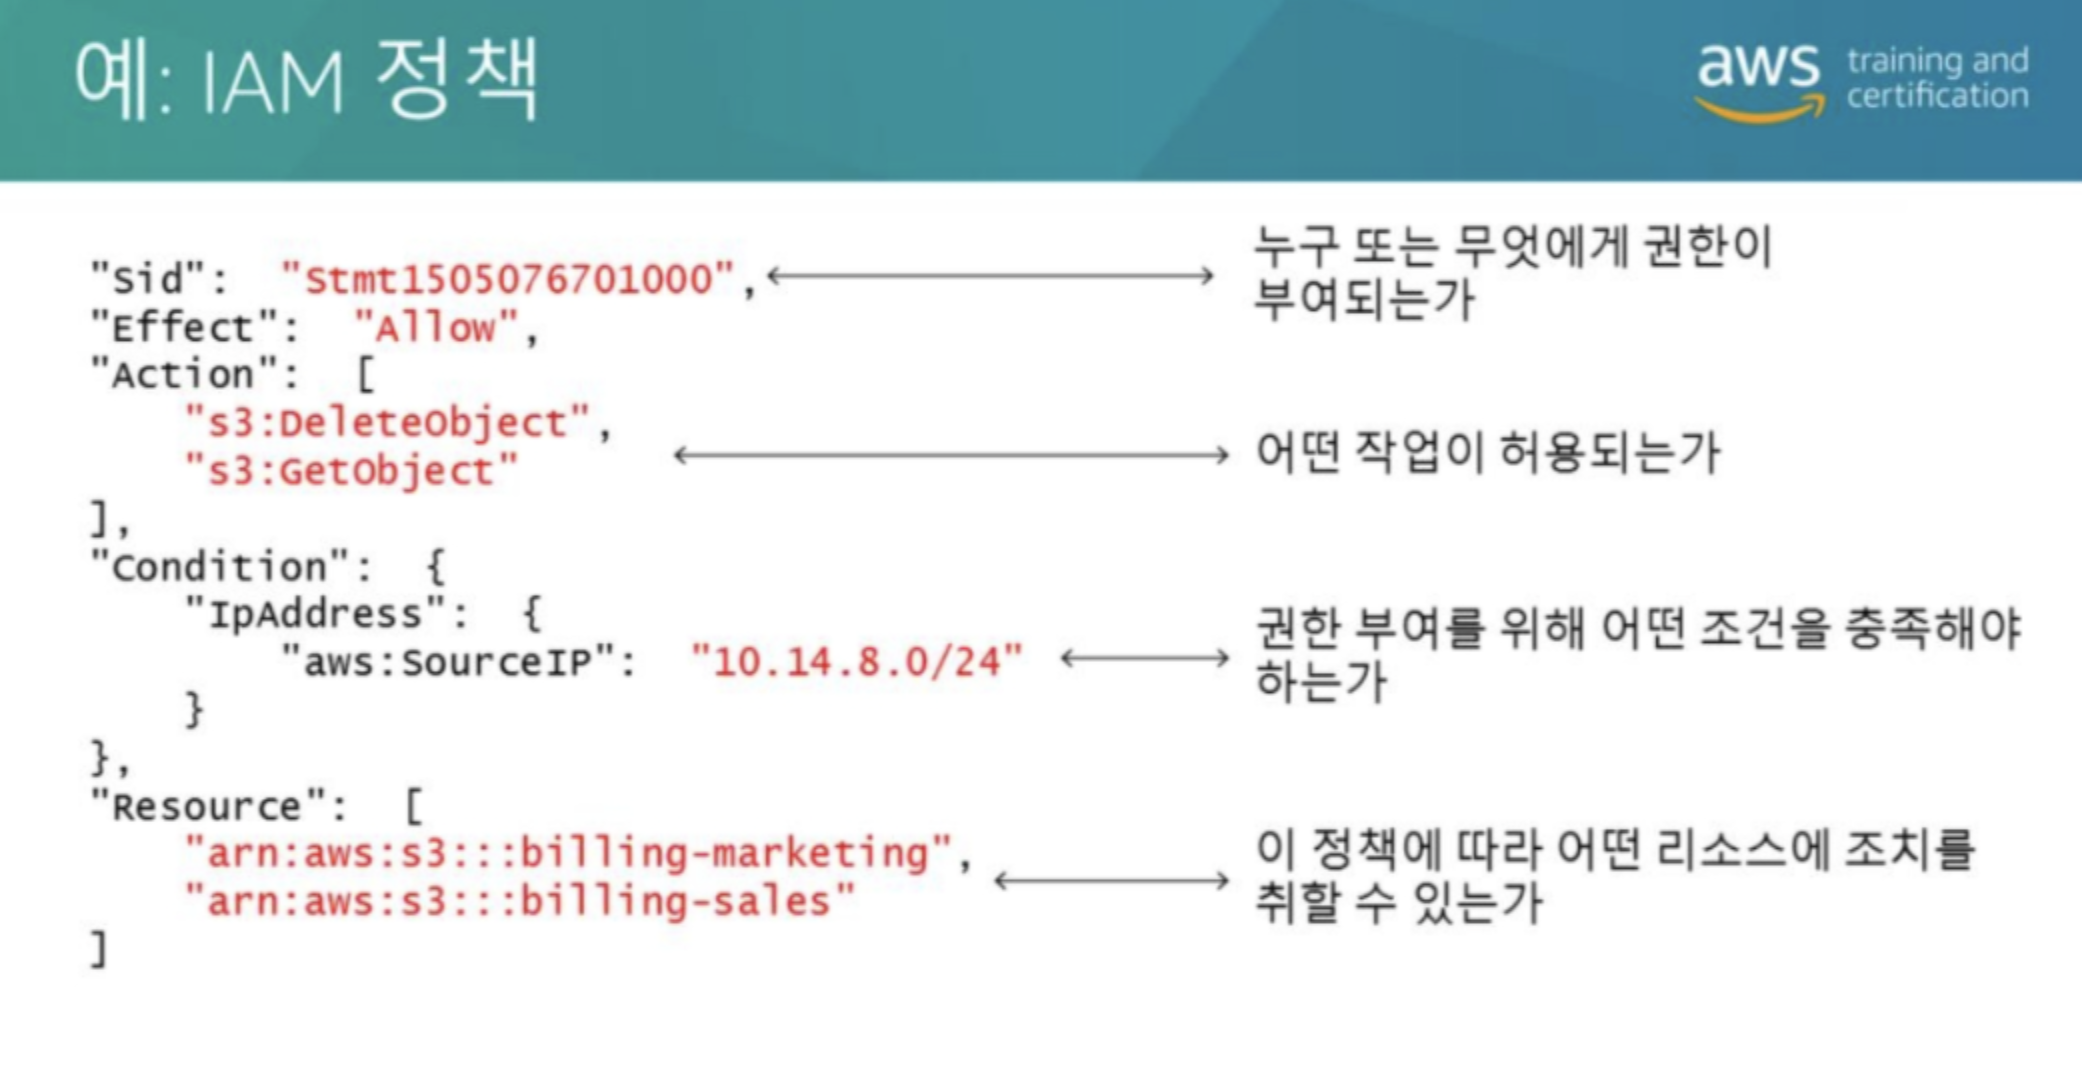 예: IAM 정책
aws training and certification
"Sid": "Stmt1505076701000",
누구 또는 무엇에게 권한이
부여되는가
"Effect": "Allow",
"Action": [
"s3:DeleteObject",
"s3:GetObject"
어떤 작업이 허용되는가
],
"Condition": {
"IpAddress": {
"aws:SourceIP": "10.14.8.0/24"
권한 부여를 위해 어떤 조건을 충족해야
하는가
}
},
"Resource": [
"arn:aws:s3:::billing-marketing",
"arn:aws:s3:::billing-sales"
이 정책에 따라 어떤 리소스에 조치를
취할 수 있는가
]